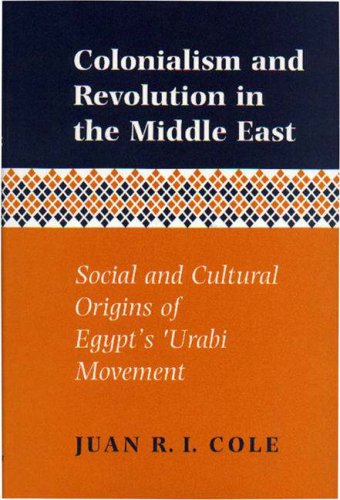 Colonialism and
Revolution in
the Middle East
Social and Cultural
Origins of
Egypt's 'Urabi
Movement
JUAN R. I. COLE